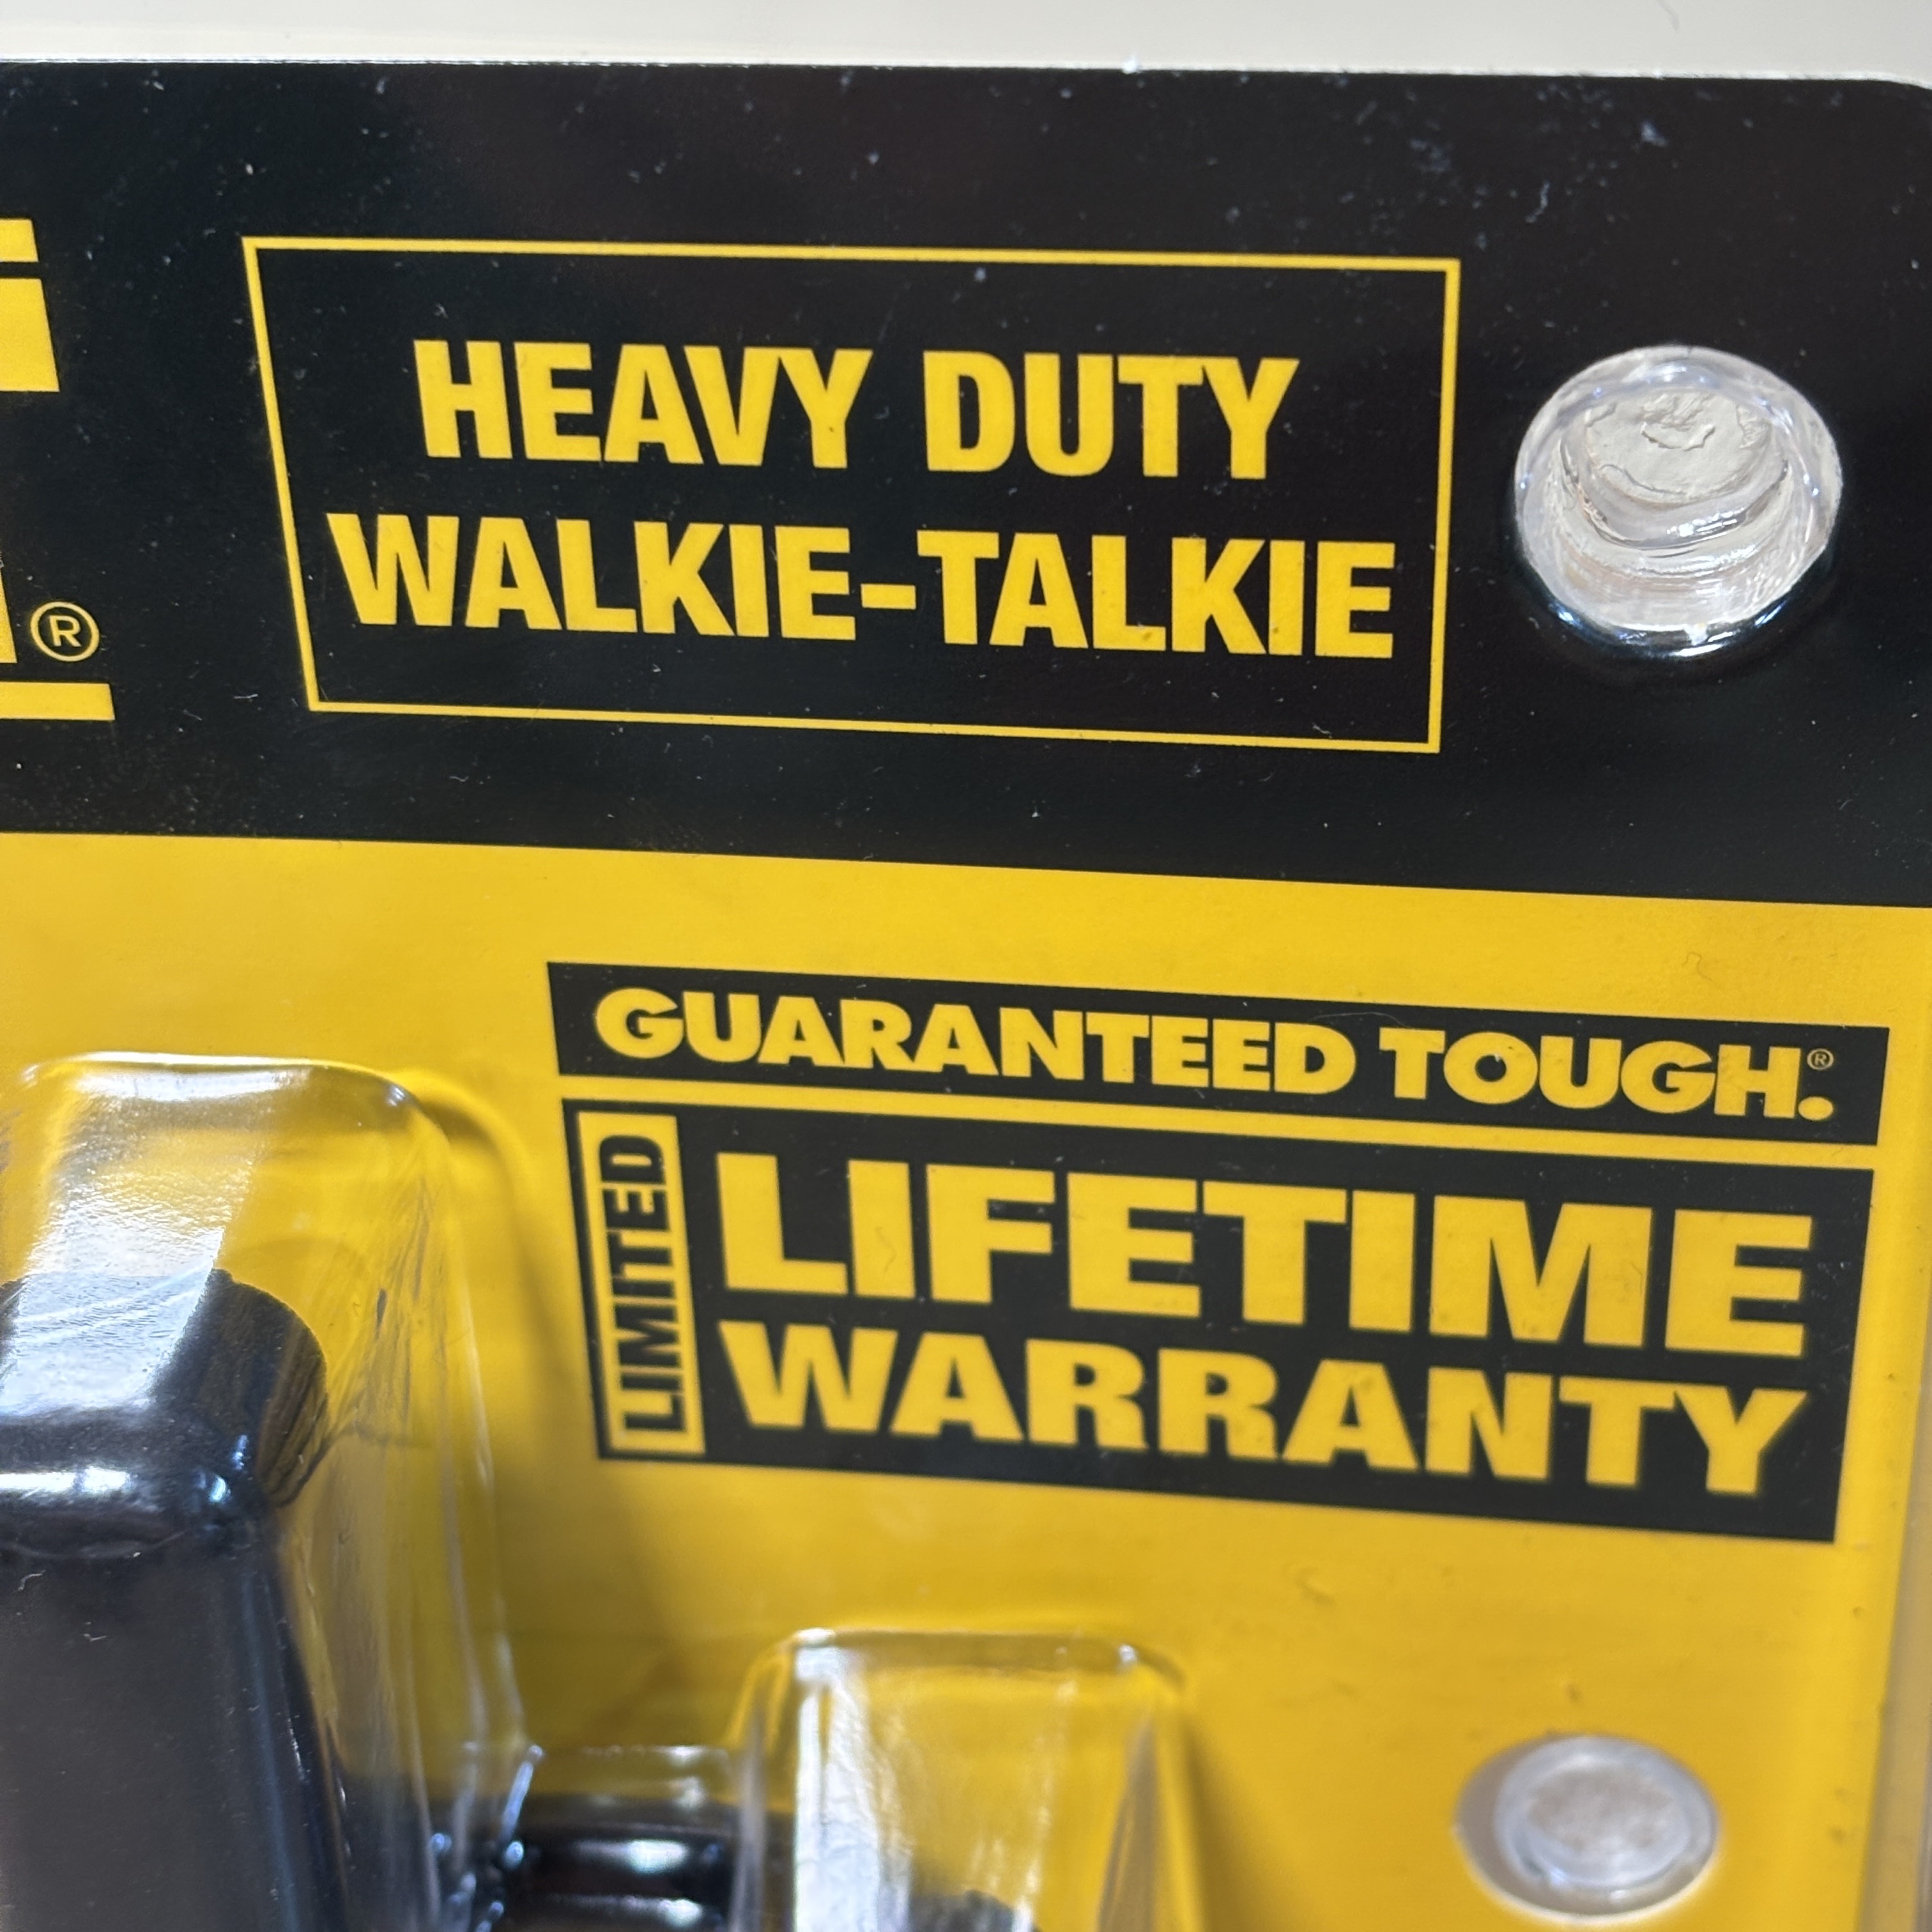 HEAVY DUTY
WALKIE-TALKIE
®
GUARANTEED TOUGH.®
LIMITED
LIFETIME
WARRANTY